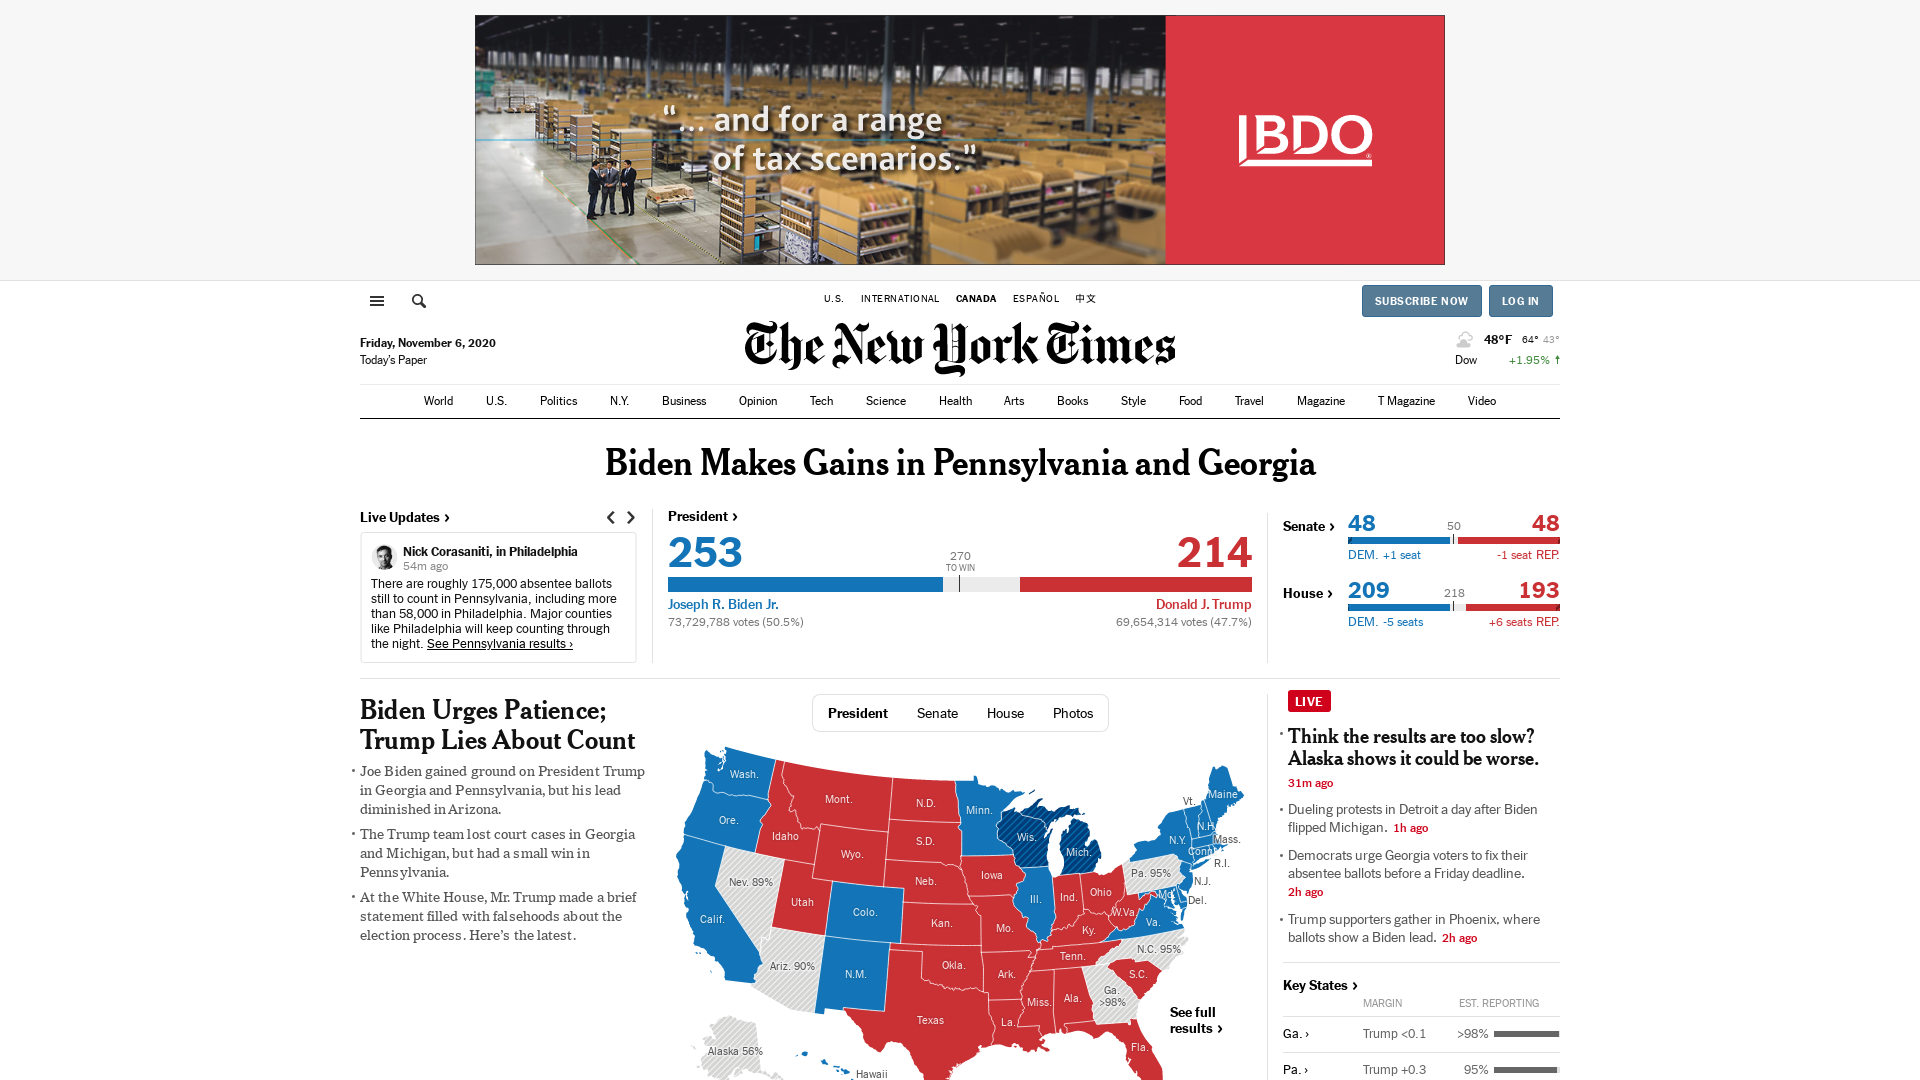 “... and for a range
of tax scenarios.”
BDO
U.S. INTERNATIONAL CANADA ESPAÑOL 中文
SUBSCRIBE NOW LOG IN
Friday, November 6, 2020
Today’s Paper
The New York Times
48°F 64° 43°
Dow +1.95% ↑
World U.S. Politics N.Y. Business Opinion Tech Science Health Arts Books Style Food Travel Magazine T Magazine Video
Biden Makes Gains in Pennsylvania and Georgia
Live Updates ›
Nick Corasaniti, in Philadelphia
54m ago
There are roughly 175,000 absentee ballots
still to count in Pennsylvania, including more
than 58,000 in Philadelphia. Major counties
like Philadelphia will keep counting through
the night. See Pennsylvania results ›
President ›
253 214
270
TO WIN
Joseph R. Biden Jr. Donald J. Trump
73,729,788 votes (50.5%) 69,654,314 votes (47.7%)
Senate › 48 50 48
DEM. +1 seat -1 seat REP.
House › 209 218 193
DEM. -5 seats +6 seats REP.
Biden Urges Patience;
Trump Lies About Count
Joe Biden gained ground on President Trump
in Georgia and Pennsylvania, but his lead
diminished in Arizona.
The Trump team lost court cases in Georgia
and Michigan, but had a small win in
Pennsylvania.
At the White House, Mr. Trump made a brief
statement filled with falsehoods about the
election process. Here’s the latest.
President Senate House Photos
Wash.
Mont.
N.D.
Minn.
Vt.
Maine
Ore.
Idaho
S.D.
Wis.
N.H.
N.Y.
Mass.
Wyo.
Mich.
Conn.
R.I.
Nev. 89%
Neb.
Iowa
Pa. 95%
N.J.
Utah
Colo.
Ill.
Ind.
Ohio
Md.
Del.
Calif.
Kan.
Mo.
W.Va.
Va.
Ky.
Ariz. 90%
N.M.
Okla.
Ark.
Tenn.
N.C. 95%
S.C.
Miss.
Ala.
Ga.
>98%
Texas
La.
Fla.
Alaska 56%
Hawaii
See full
results ›
LIVE
Think the results are too slow?
Alaska shows it could be worse.
31m ago
Dueling protests in Detroit a day after Biden
flipped Michigan. 1h ago
Democrats urge Georgia voters to fix their
absentee ballots before a Friday deadline.
2h ago
Trump supporters gather in Phoenix, where
ballots show a Biden lead. 2h ago
Key States ›
MARGIN EST. REPORTING
Ga. › Trump <0.1 >98%
Pa. › Trump +0.3 95%